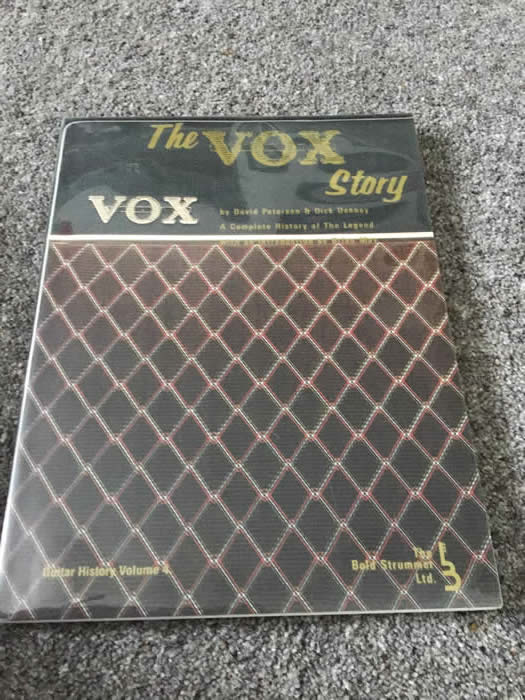 The VOX
Story
VOX
by David Petersen & Dick Denney
A Complete History of The Legend
Guitar History Volume 4
The
Bold Strummer
Ltd.